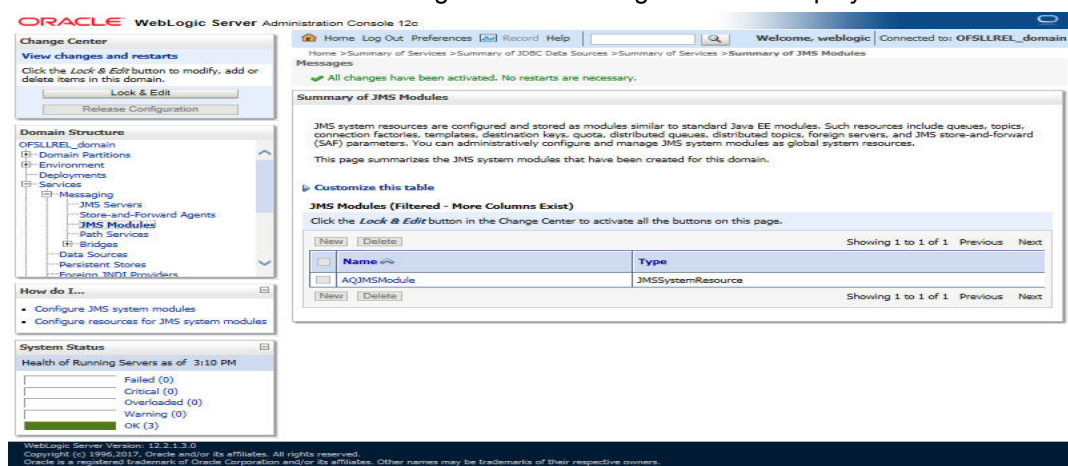 ORACLE WebLogic Server Administration Console 12c
Change Center
View changes and restarts
Click the Lock & Edit button to modify, add or
delete items in this domain.
Lock & Edit
Release Configuration
Domain Structure
OFSLLREL_domain
Domain Partitions
Environment
Deployments
Services
Messaging
JMS Servers
Store-and-Forward Agents
JMS Modules
Path Services
Bridges
Data Sources
Persistent Stores
Foreign JNDI Providers
How do I...
Configure JMS system modules
Configure resources for JMS system modules
System Status
Health of Running Servers as of 3:10 PM
Failed (0)
Critical (0)
Overloaded (0)
Warning (0)
OK (3)
Home Log Out Preferences Record Help
Welcome, weblogic Connected to: OFSLLREL_domain
Home >Summary of Services >Summary of JDBC Data Sources >Summary of Services >Summary of JMS Modules
Messages
All changes have been activated. No restarts are necessary.
Summary of JMS Modules
JMS system resources are configured and stored as modules similar to standard Java EE modules. Such resources include queues, topics,
connection factories, templates, destination keys, quota, distributed queues, distributed topics, foreign servers, and JMS store-and-forward
(SAF) parameters. You can administratively configure and manage JMS system modules as global system resources.
This page summarizes the JMS system modules that have been created for this domain.
Customize this table
JMS Modules (Filtered - More Columns Exist)
Click the Lock & Edit button in the Change Center to activate all the buttons on this page.
New Delete Showing 1 to 1 of 1 Previous Next
Name Type
AQJMSModule JMSSystemResource
New Delete Showing 1 to 1 of 1 Previous Next
WebLogic Server Version: 12.2.1.3.0
Copyright (c) 1996,2017, Oracle and/or its affiliates. All rights reserved.
Oracle is a registered trademark of Oracle Corporation and/or its affiliates. Other names may be trademarks of their respective owners.